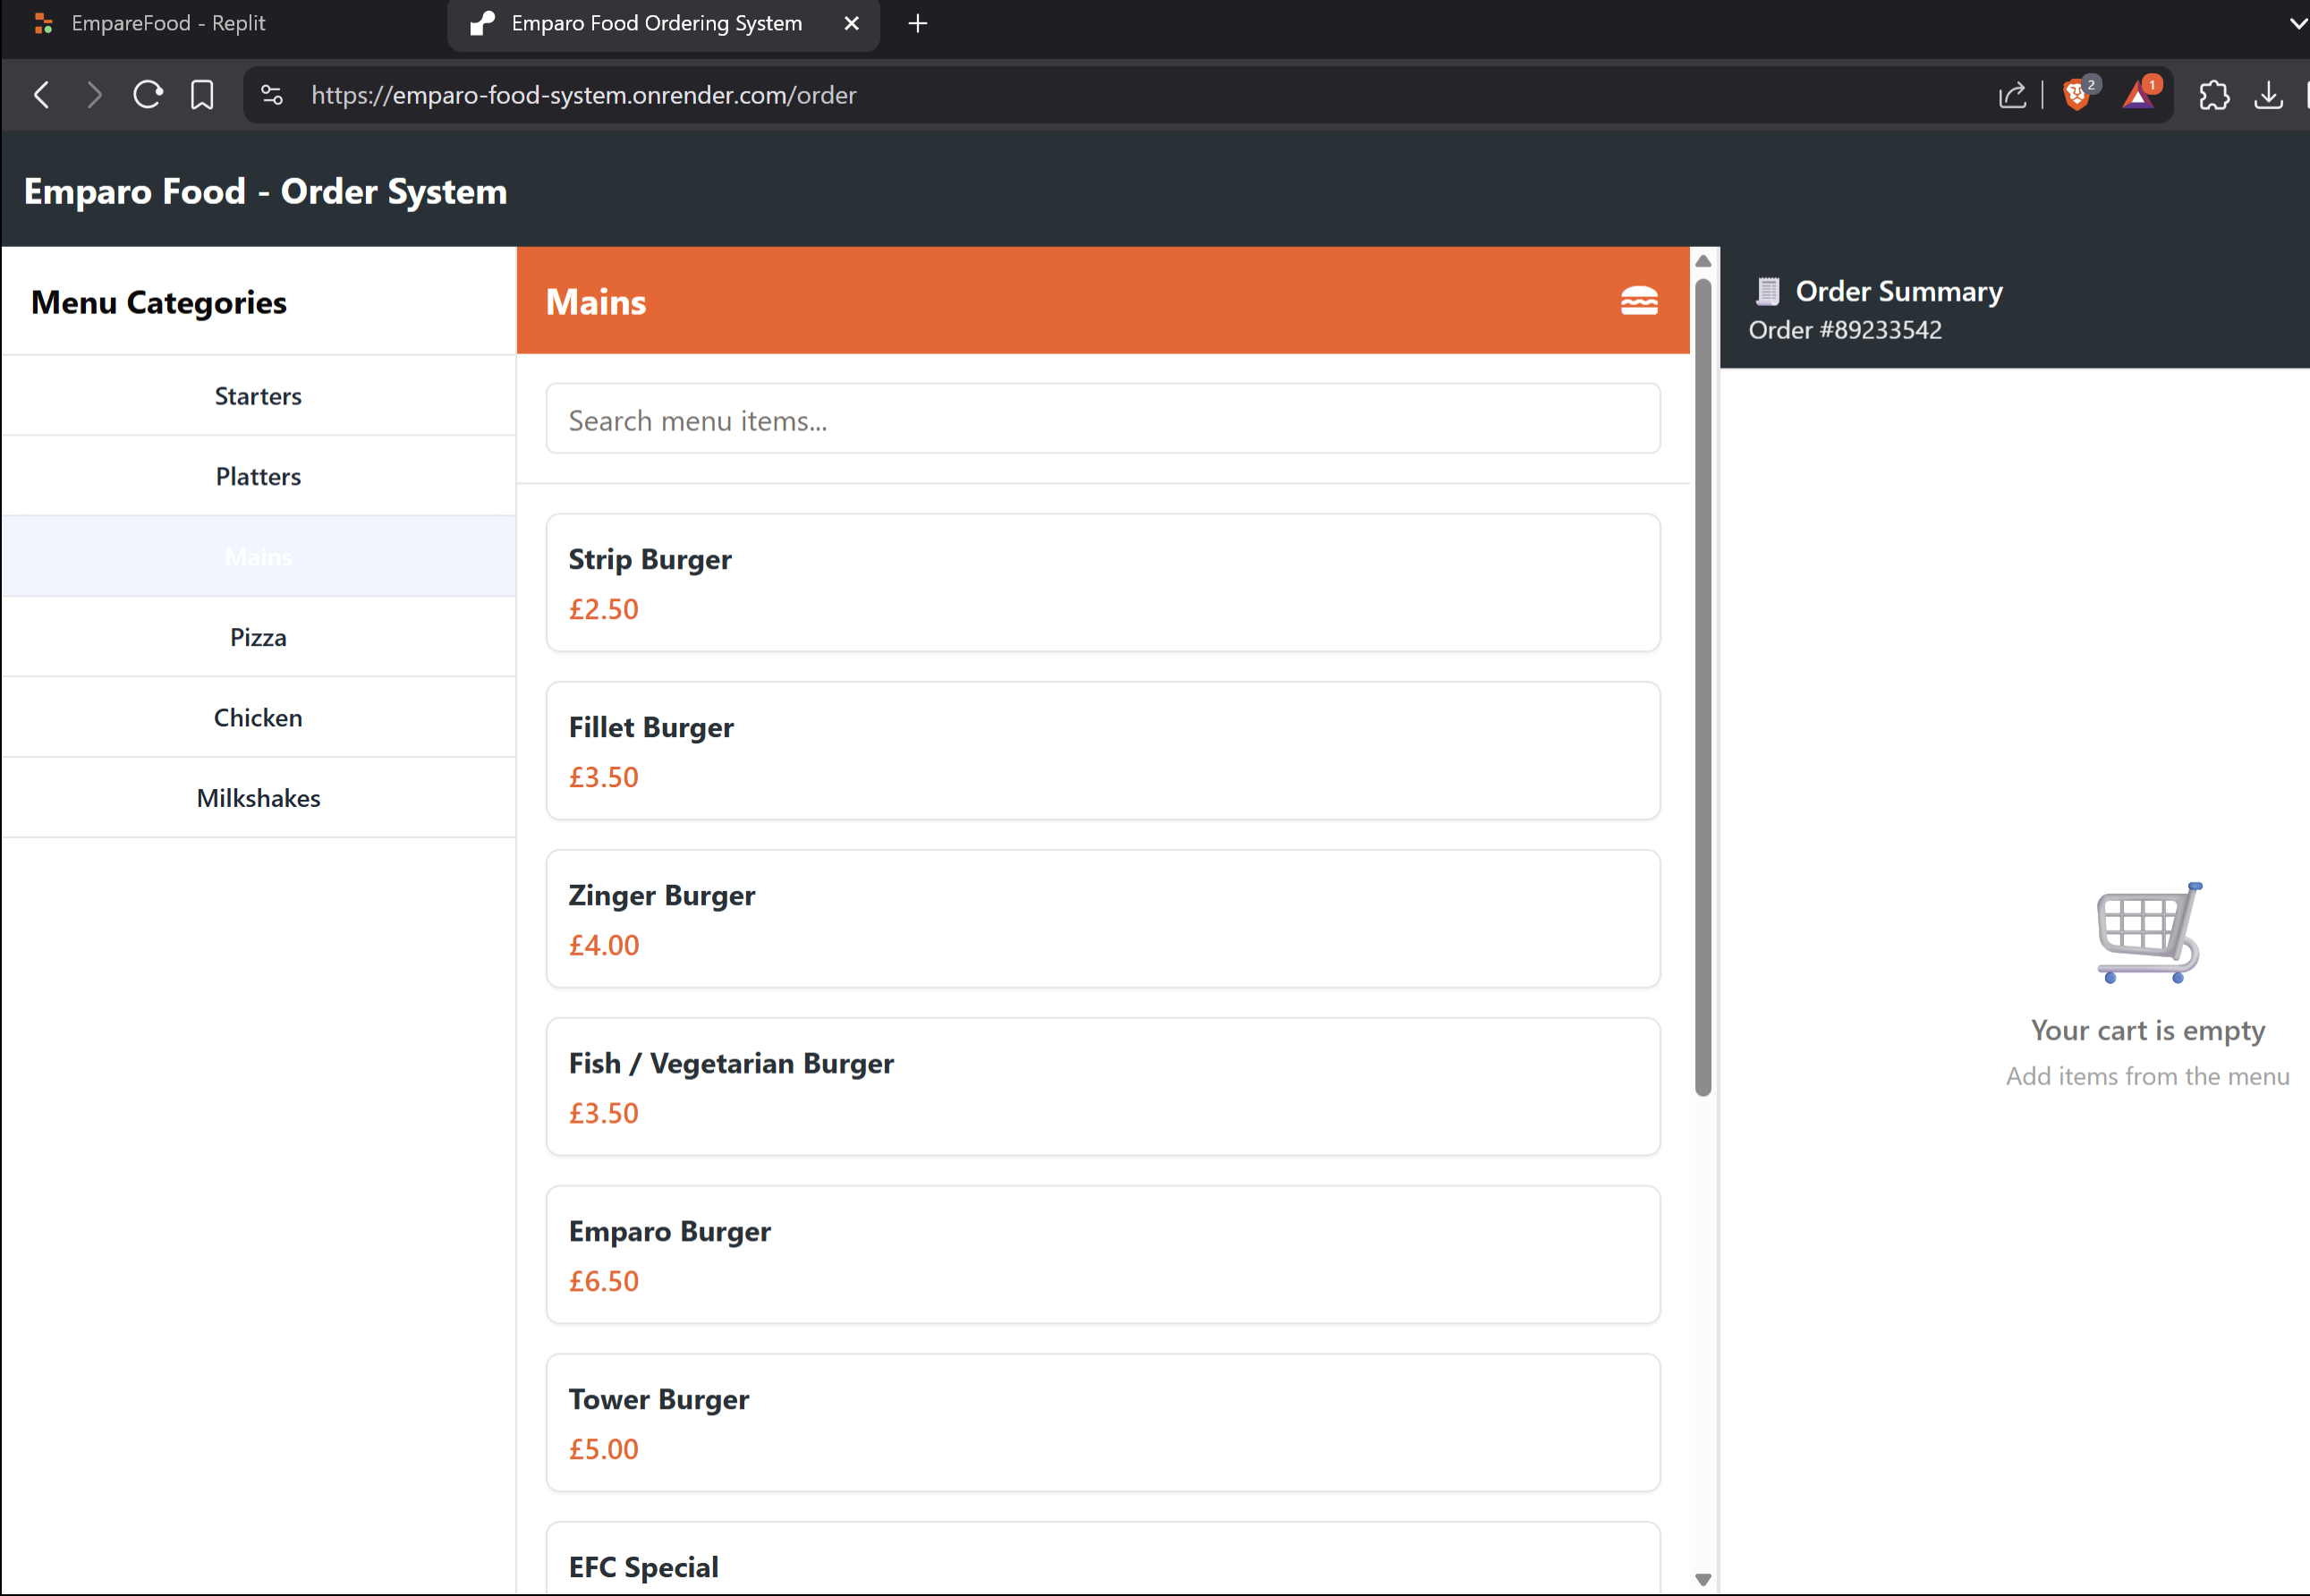 EmpareFood - Replit
Emparo Food Ordering System
https://emparo-food-system.onrender.com/order
2
1
Emparo Food - Order System
Menu Categories
Starters
Platters
Mains
Pizza
Chicken
Milkshakes
Mains
Search menu items...
Strip Burger
£2.50
Fillet Burger
£3.50
Zinger Burger
£4.00
Fish / Vegetarian Burger
£3.50
Emparo Burger
£6.50
Tower Burger
£5.00
EFC Special
Order Summary
Order #89233542
Your cart is empty
Add items from the menu